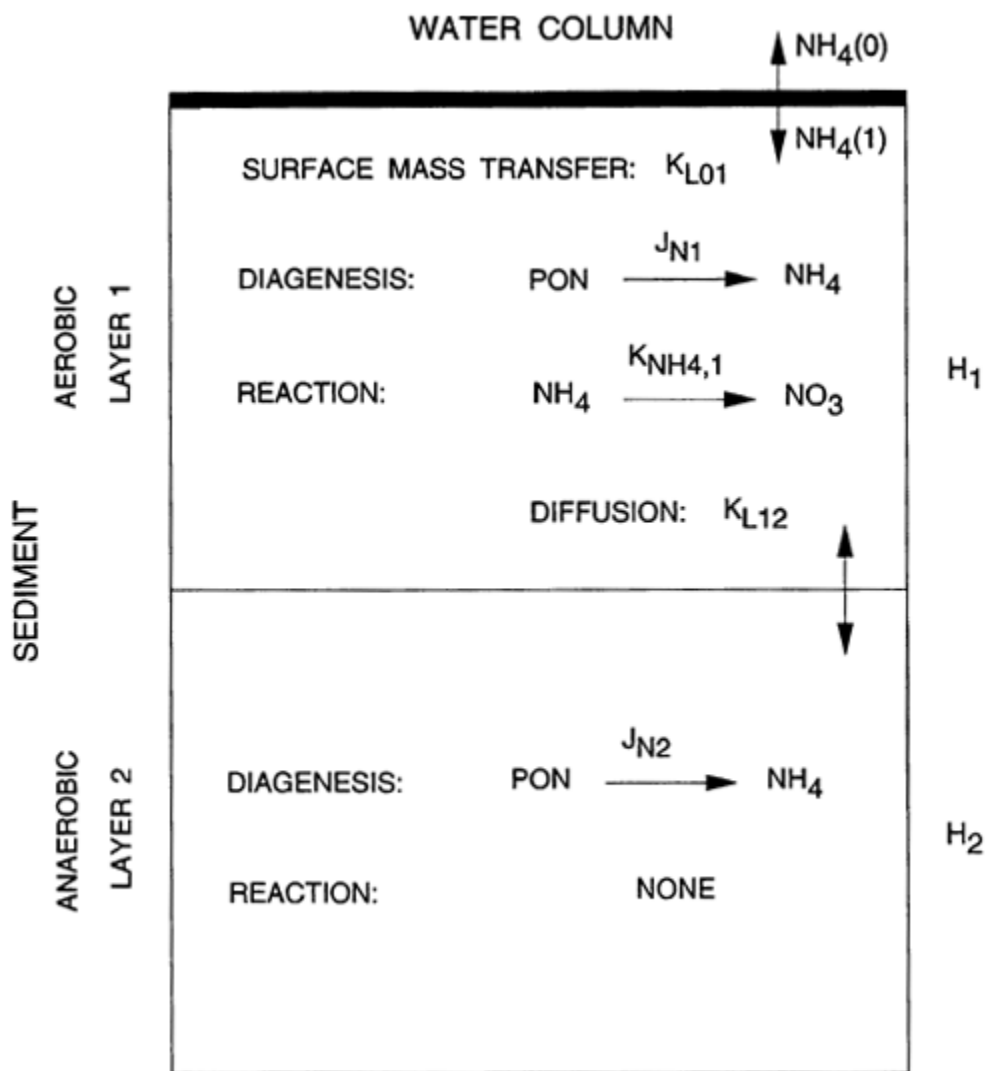 WATER COLUMN
NH4(0)
NH4(1)
SURFACE MASS TRANSFER: KL01
DIAGENESIS: PON JN1 NH4
REACTION: NH4 KNH4,1 NO3
DIFFUSION: KL12
AEROBIC
LAYER 1
H1
SEDIMENT
DIAGENESIS: PON JN2 NH4
REACTION: NONE
ANAEROBIC
LAYER 2
H2